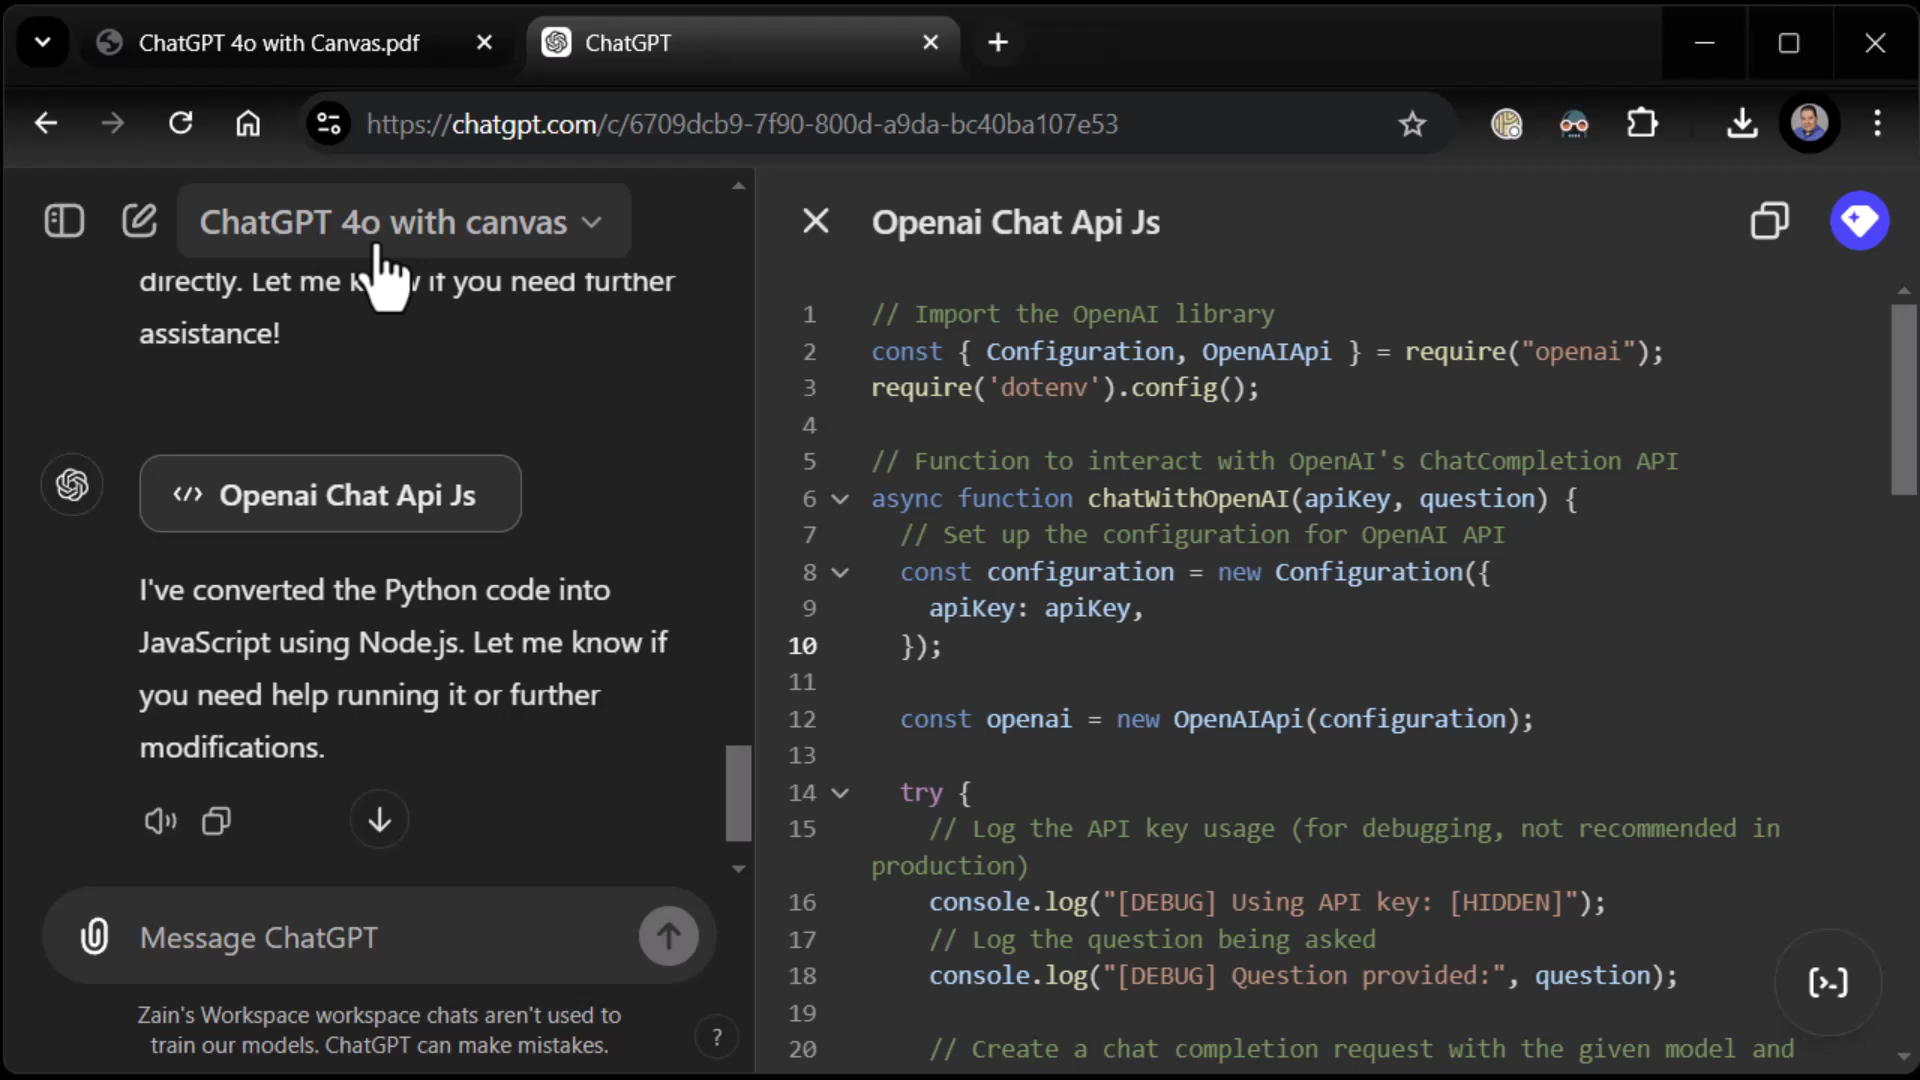 ChatGPT 4o with Canvas.pdf
ChatGPT
https://chatgpt.com/c/6709dcb9-7f90-800d-a9da-bc40ba107e53
ChatGPT 4o with canvas
directly. Let me if you need further
assistance!
Openai Chat Api Js
I've converted the Python code into
JavaScript using Node.js. Let me know if
you need help running it or further
modifications.
Message ChatGPT
Zain's Workspace workspace chats aren't used to
train our models. ChatGPT can make mistakes.
?
Openai Chat Api Js
1 // Import the OpenAI library
2 const { Configuration, OpenAIApi } = require("openai");
3 require('dotenv').config();
4
5 // Function to interact with OpenAI's ChatCompletion API
6 async function chatWithOpenAI(apiKey, question) {
7 // Set up the configuration for OpenAI API
8 const configuration = new Configuration({
9 apiKey: apiKey,
10 });
11
12 const openai = new OpenAIApi(configuration);
13
14 try {
15 // Log the API key usage (for debugging, not recommended in
production)
16 console.log("[DEBUG] Using API key: [HIDDEN]");
17 // Log the question being asked
18 console.log("[DEBUG] Question provided:", question);
19
20 // Create a chat completion request with the given model and